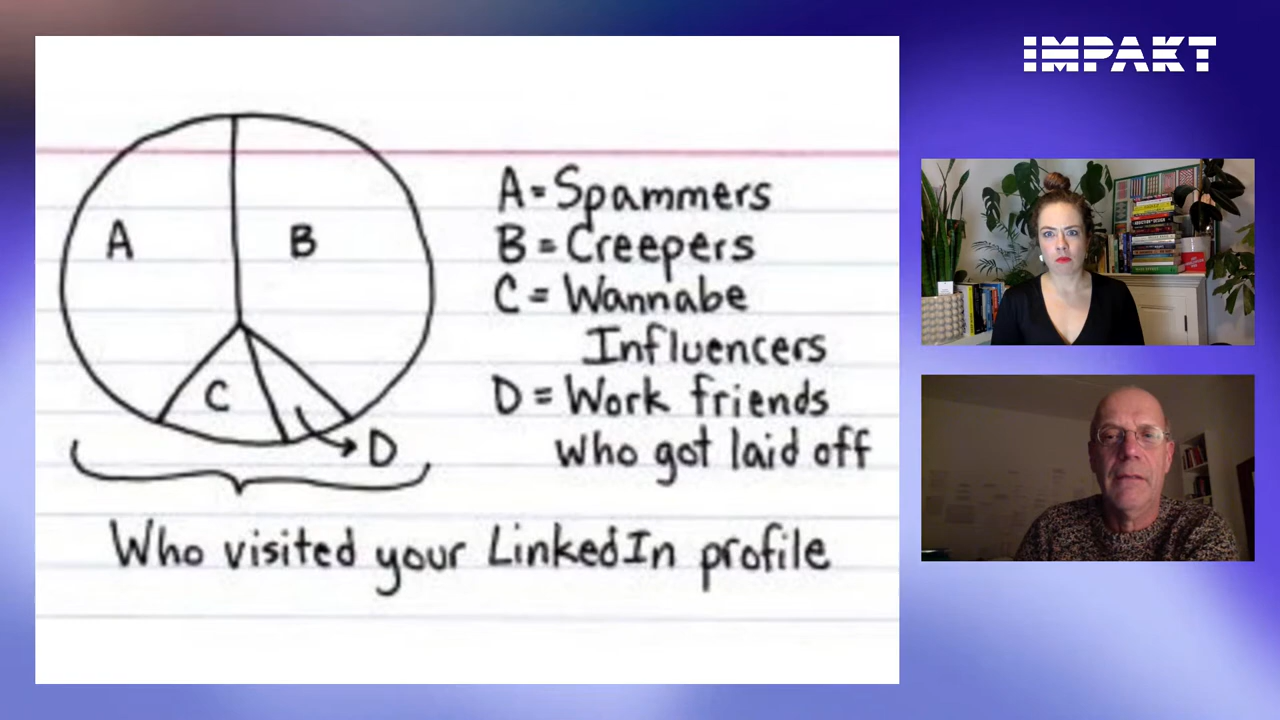 IMPAKT
A
B
C
D
A = Spammers
B = Creepers
C = Wannabe
Influencers
D = Work friends
who got laid off
Who visited your LinkedIn profile